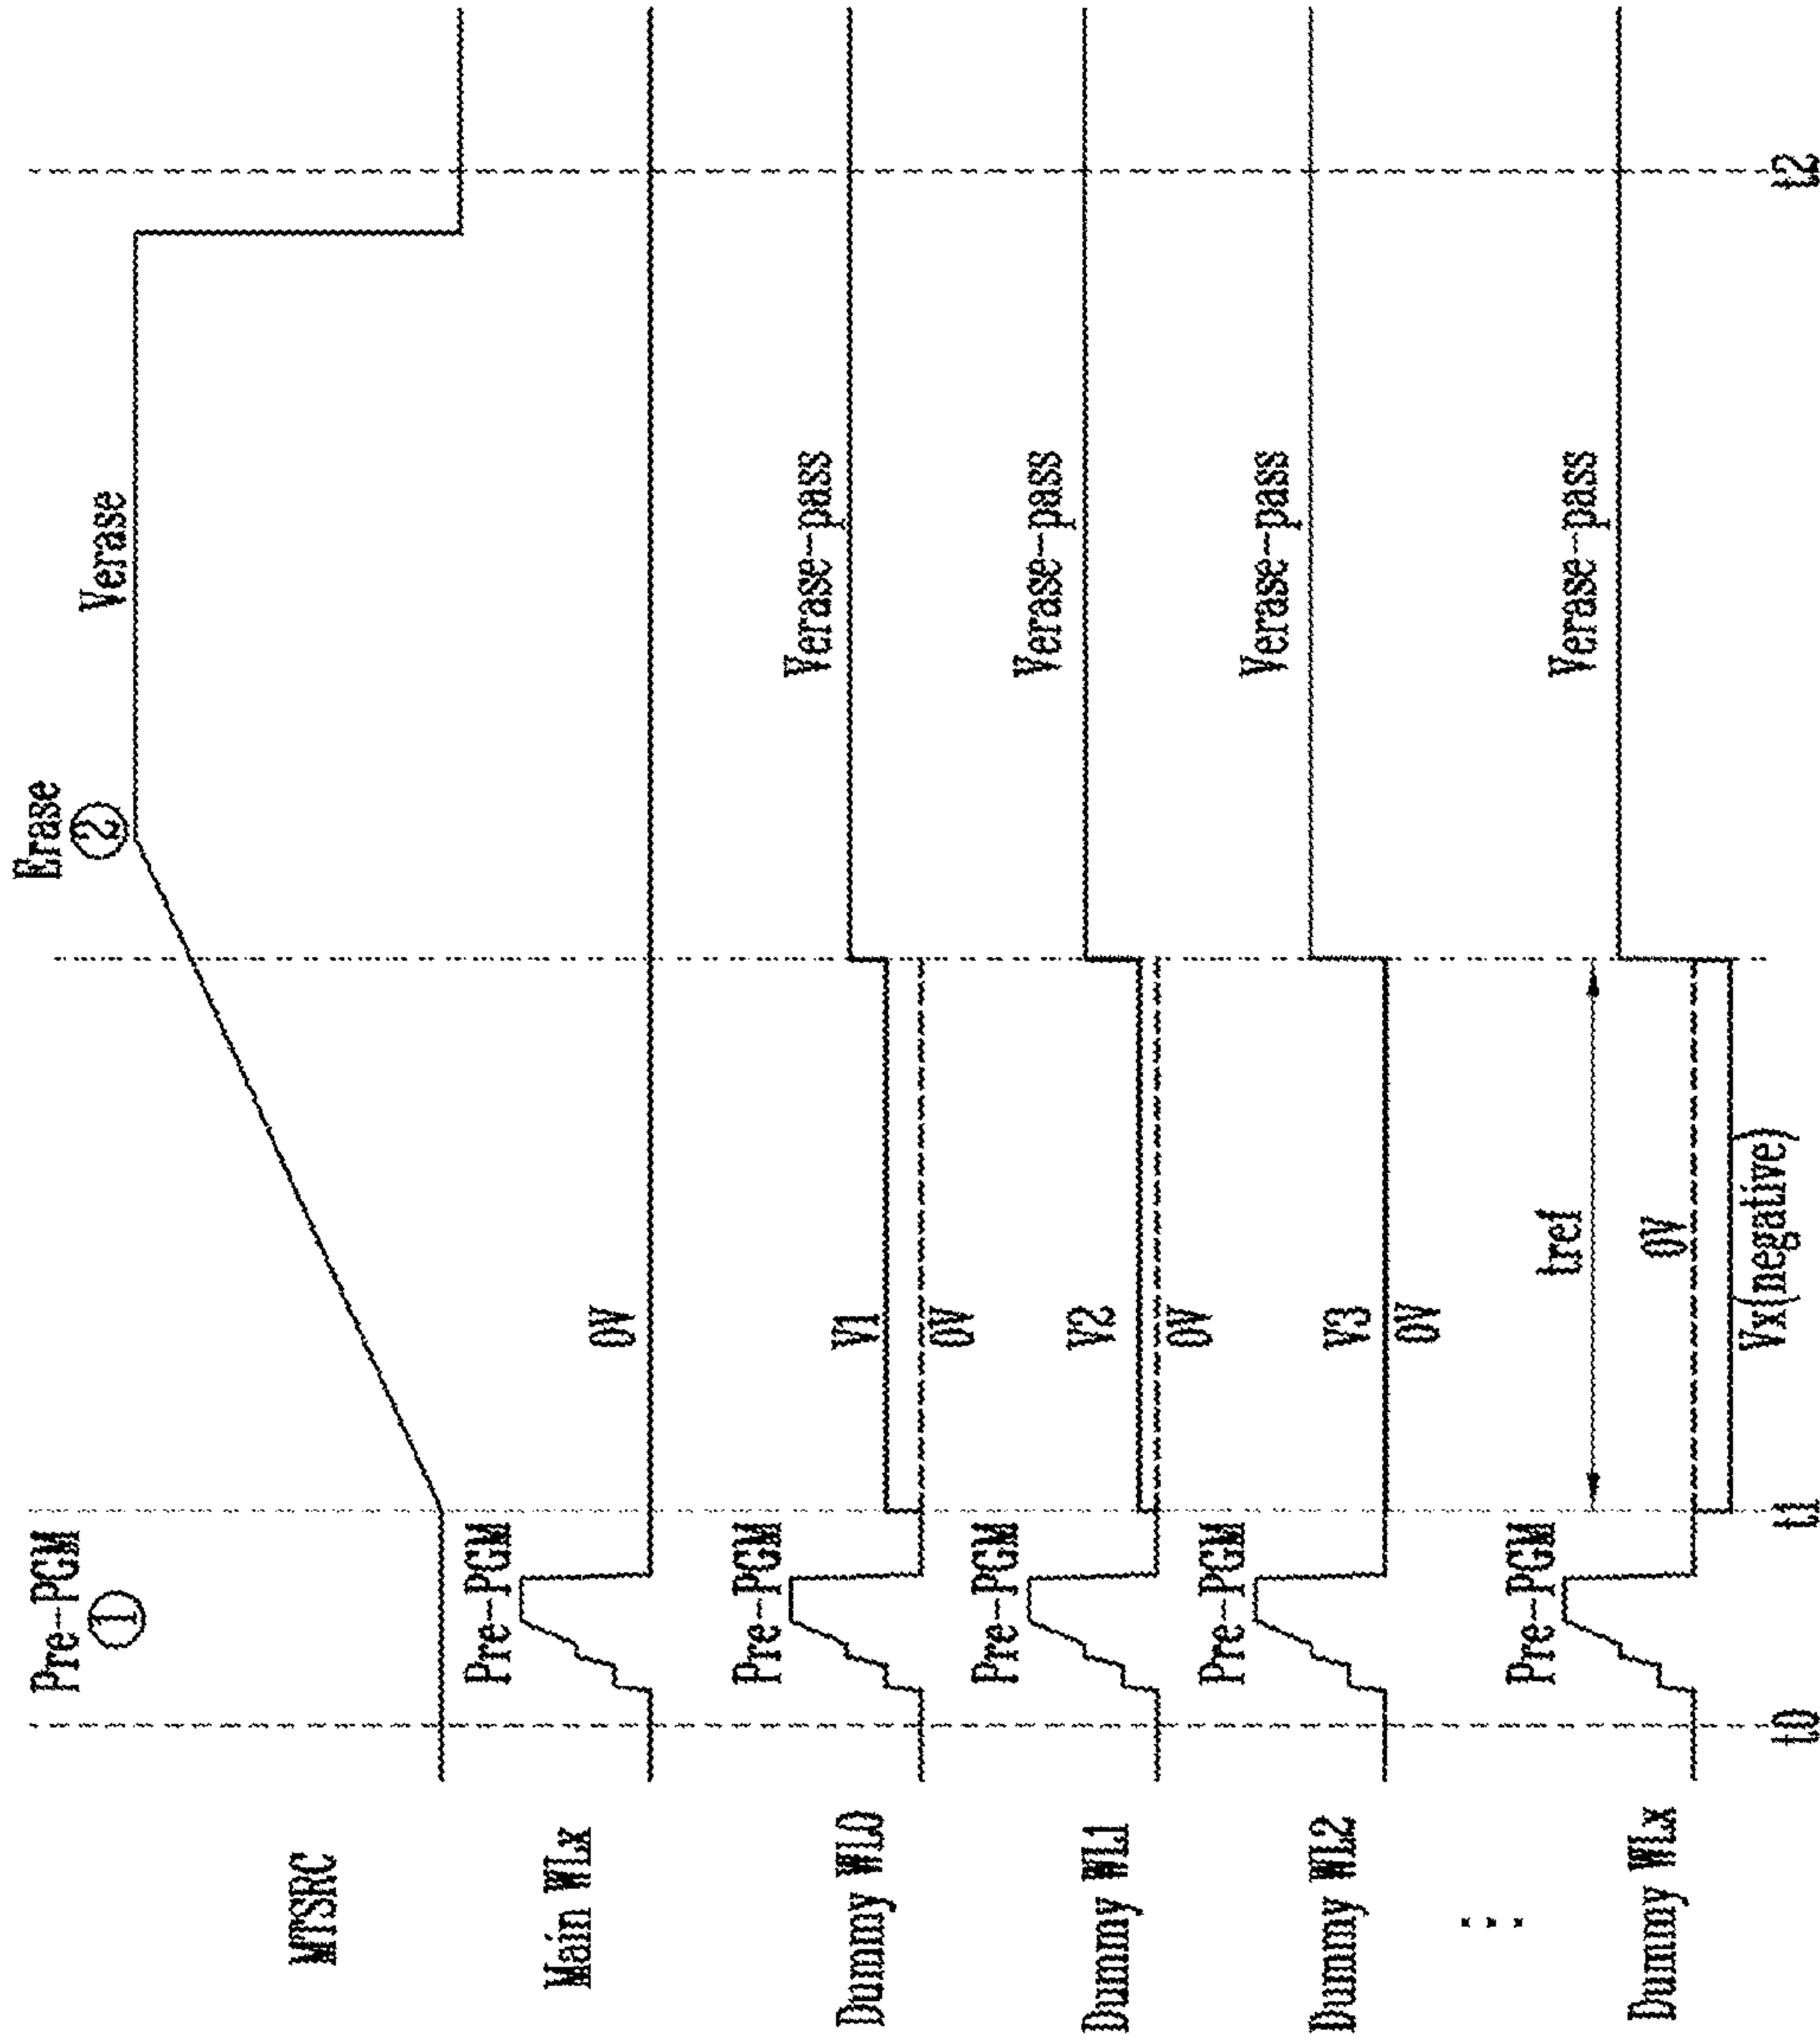 Pre-PGM
①
Erase
②
MTSRC
Verase
Main WLx
Pre-PGM
0V
Dummy WL0
Pre-PGM
V1
0V
Verase-pass
Dummy WL1
Pre-PGM
V2
0V
Verase-pass
Dummy WL2
Pre-PGM
V3
0V
Verase-pass
⋮
tref
Dummy WLx
Pre-PGM
0V
Vx(negative)
Verase-pass
t0
t1
t2